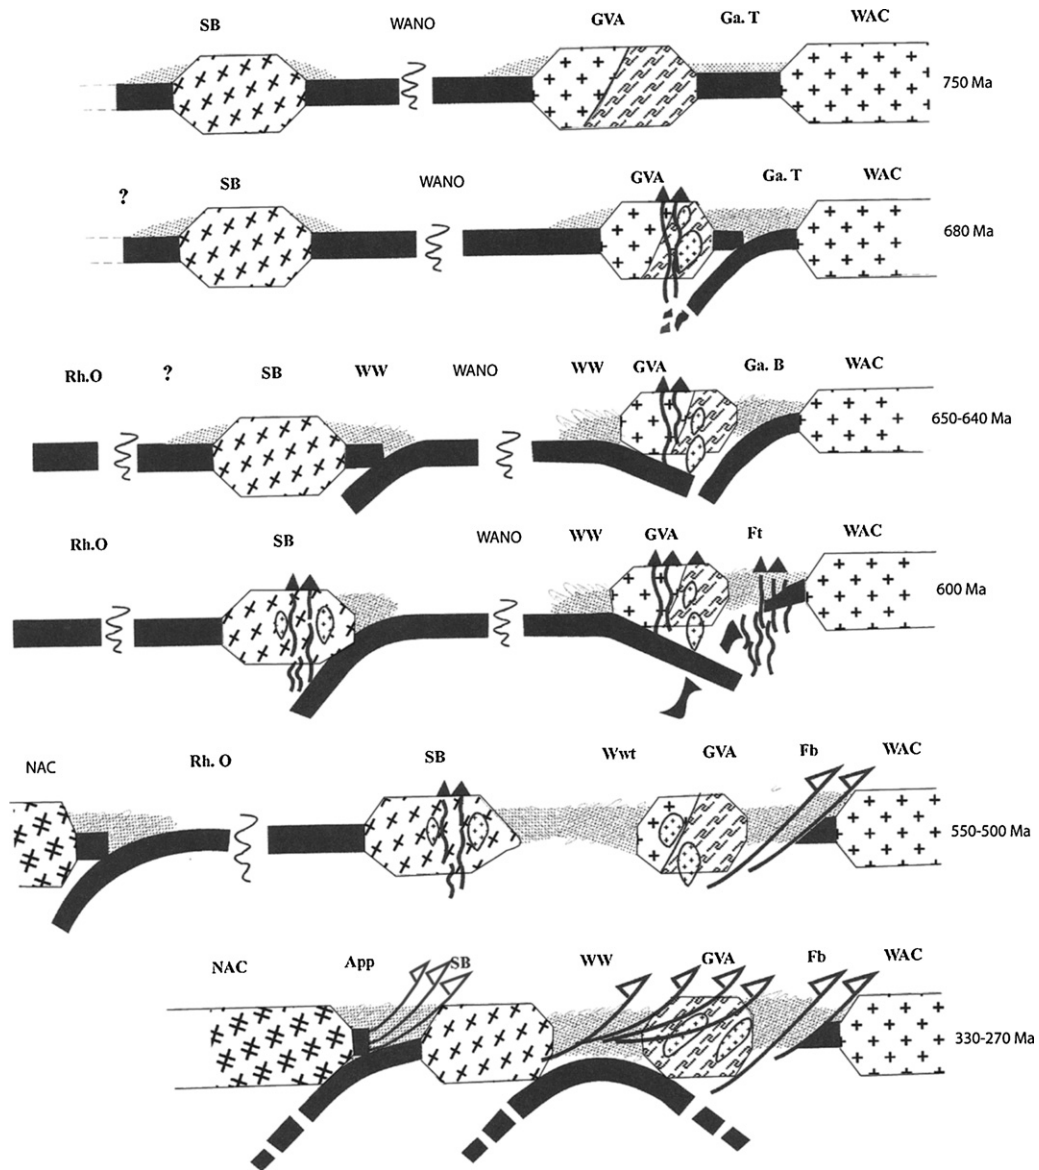 SB WANO GVA Ga. T WAC
750 Ma
? SB WANO GVA Ga. T WAC
680 Ma
Rh.O ? SB WW WANO WW GVA Ga. B WAC
650-640 Ma
Rh.O SB WANO WW GVA Ft WAC
600 Ma
NAC Rh. O SB Wwt GVA Fb WAC
550-500 Ma
NAC App SB WW GVA Fb WAC
330-270 Ma